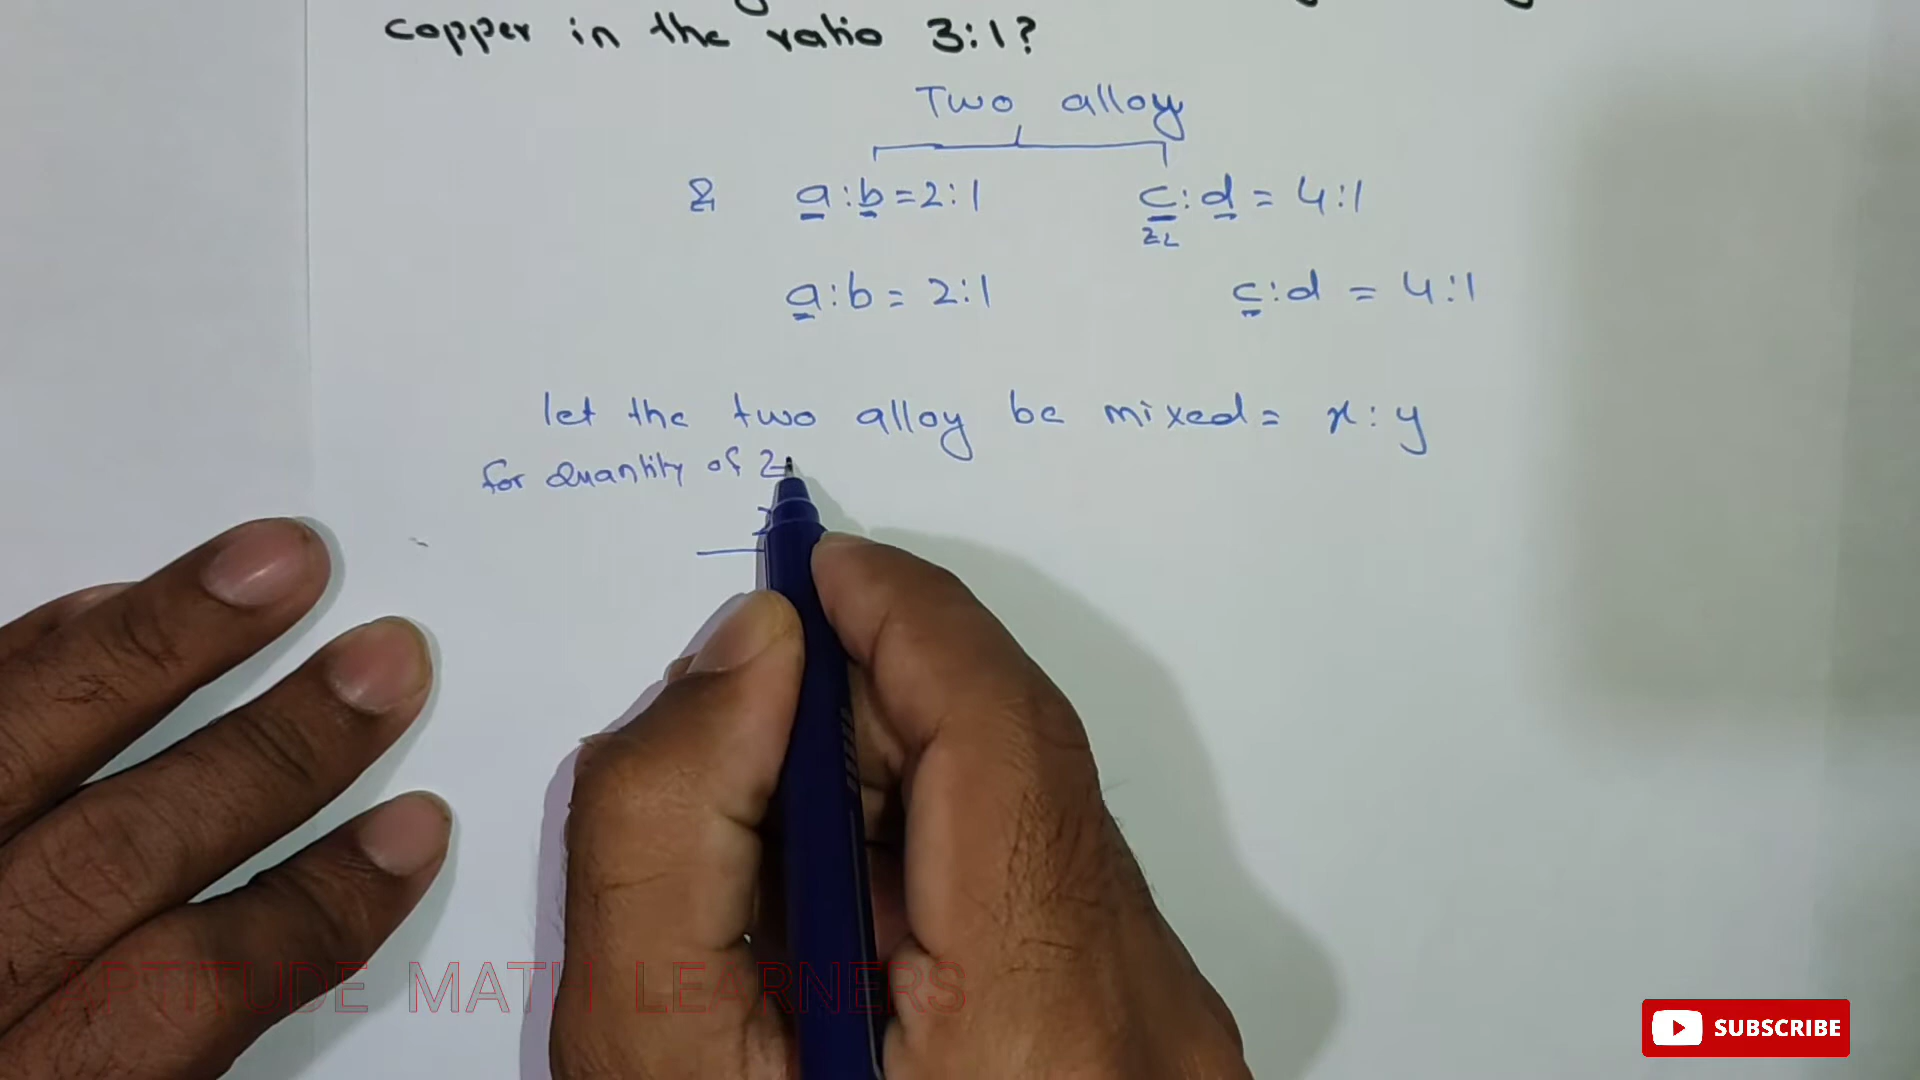 copper in the ratio 3:1?
Two alloy
a:b=2:1 c:d = 4:1
a:b = 2:1 c:d = 4:1
let the two alloy be mixed= x:y
for Quantity of
APTITUDE MATH LEARNERS
SUBSCRIBE